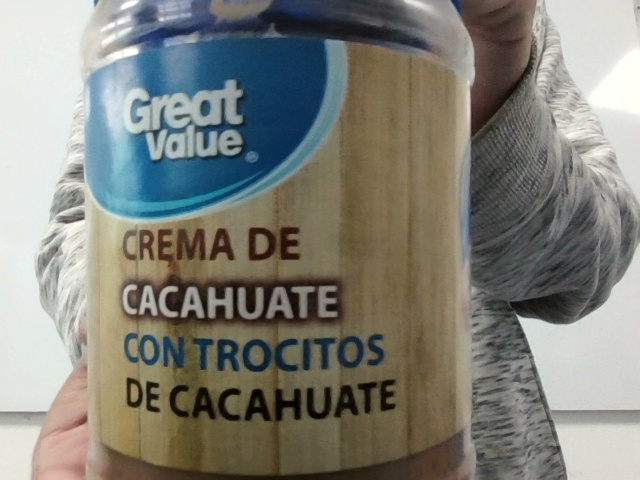 Great
Value®
CREMA DE
CACAHUATE
CON TROCITOS
DE CACAHUATE